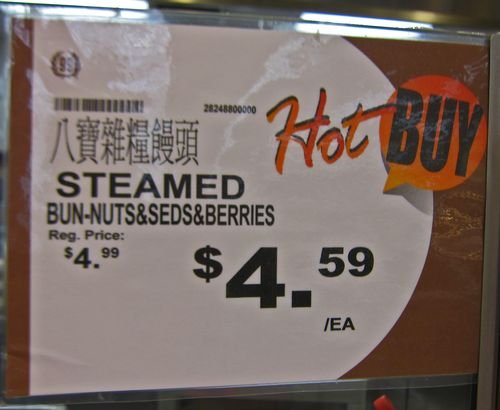 99
28248800000
八寶雜糧饅頭
Hot BUY
STEAMED
BUN-NUTS&SEDS&BERRIES
Reg. Price:
$4.99
$4.59
/EA